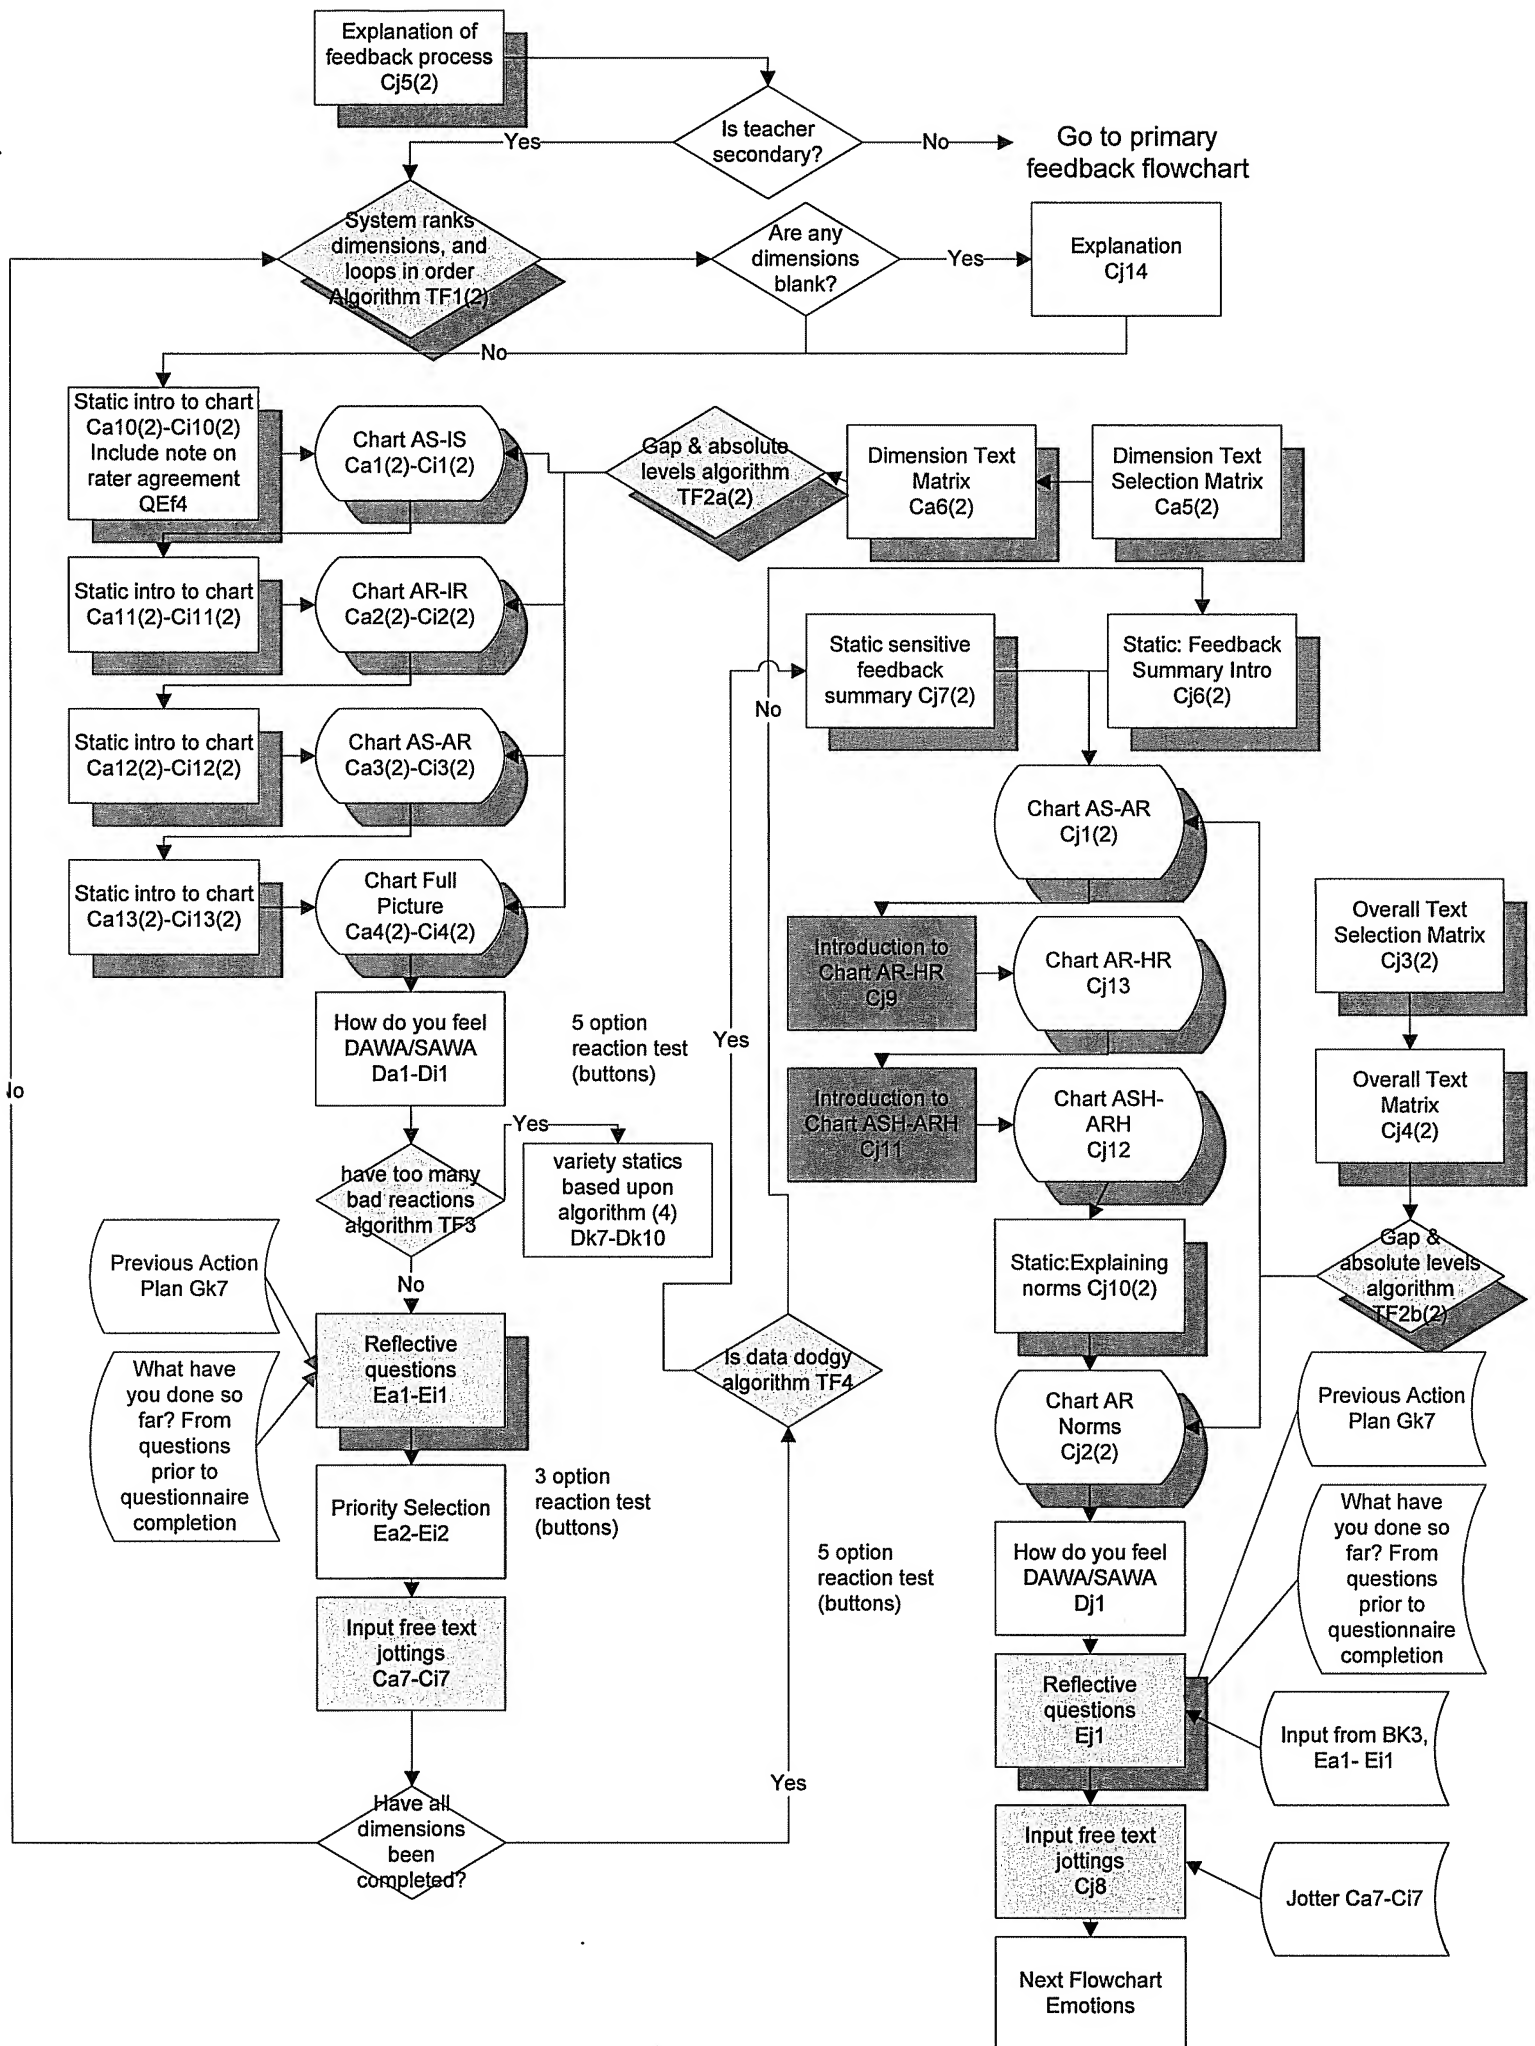 Explanation of
feedback process
Cj5(2)
Is teacher
secondary?
Yes
No
Go to primary
feedback flowchart
System ranks
dimensions, and
loops in order
Algorithm TF1(2)
Are any
dimensions
blank?
Yes
Explanation
Cj14
No
Static intro to chart
Ca10(2)-Ci10(2)
Include note on
rater agreement
QEf4
Chart AS-IS
Ca1(2)-Ci1(2)
Gap & absolute
levels algorithm
TF2a(2)
Dimension Text
Matrix
Ca6(2)
Dimension Text
Selection Matrix
Ca5(2)
Static intro to chart
Ca11(2)-Ci11(2)
Chart AR-IR
Ca2(2)-Ci2(2)
Static sensitive
feedback
summary Cj7(2)
Static: Feedback
Summary Intro
Cj6(2)
No
Static intro to chart
Ca12(2)-Ci12(2)
Chart AS-AR
Ca3(2)-Ci3(2)
Chart AS-AR
Cj1(2)
Static intro to chart
Ca13(2)-Ci13(2)
Chart Full
Picture
Ca4(2)-Ci4(2)
Introduction to
Chart AR-HR
Cj9
Chart AR-HR
Cj13
Overall Text
Selection Matrix
Cj3(2)
How do you feel
DAWA/SAWA
Da1-Di1
5 option
reaction test
(buttons)
Yes
Introduction to
Chart ASH-ARH
Cj11
Chart ASH-
ARH
Cj12
Overall Text
Matrix
Cj4(2)
have too many
bad reactions
algorithm TF3
Yes
variety statics
based upon
algorithm (4)
Dk7-Dk10
No
Previous Action
Plan Gk7
Static:Explaining
norms Cj10(2)
Gap &
absolute levels
algorithm
TF2b(2)
Reflective
questions
Ea1-Ei1
What have
you done so
far? From
questions
prior to
questionnaire
completion
Is data dodgy
algorithm TF4
Chart AR
Norms
Cj2(2)
Previous Action
Plan Gk7
Priority Selection
Ea2-Ei2
3 option
reaction test
(buttons)
What have
you done so
far? From
questions
prior to
questionnaire
completion
5 option
reaction test
(buttons)
How do you feel
DAWA/SAWA
Dj1
Input free text
jottings
Ca7-Ci7
Reflective
questions
Ej1
Input from BK3,
Ea1- Ei1
Yes
Have all
dimensions
been
completed?
Input free text
jottings
Cj8
Jotter Ca7-Ci7
Next Flowchart
Emotions